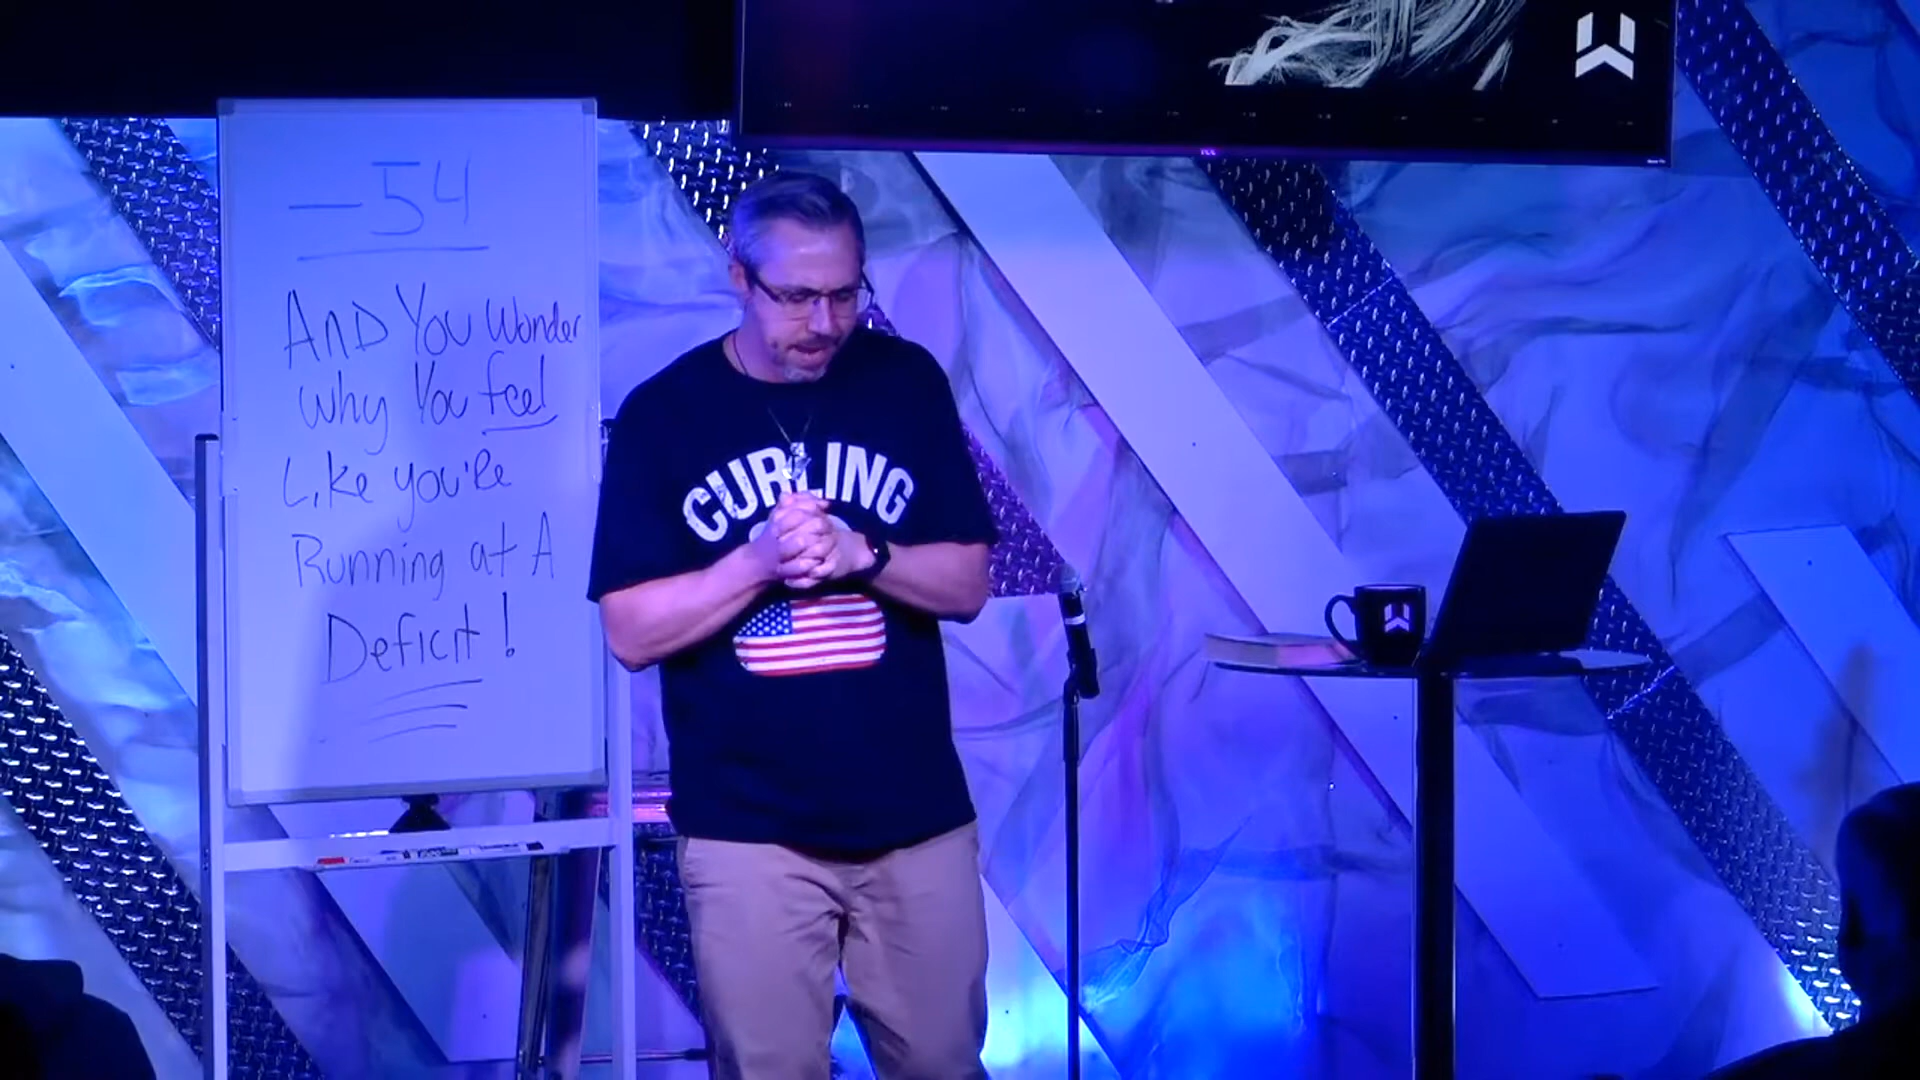 -54
AND You Wonder
why You feel
Like you're
Running at A
Deficit!
CURLING